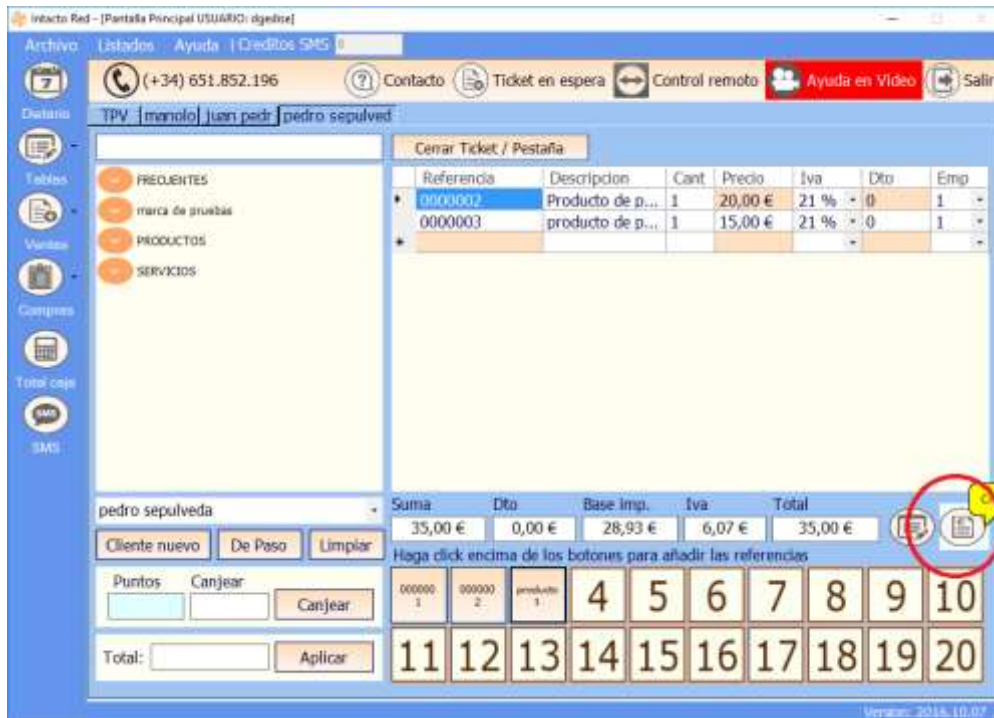 Intacto Red - [Pantalla Principal USUARIO: dgedise]
Archivo Listados Ayuda | Creditos SMS 0
(+34) 651.852.196 Contacto Ticket en espera Control remoto Ayuda en Video Salir
Dietario
TPV manolo juan pedr pedro sepulved
Tablas
Ventas
Compras
Total caja
SMS
FRECUENTES
marca de pruebas
PRODUCTOS
SERVICIOS
Cerrar Ticket / Pestaña
Referencia Descripcion Cant Precio Iva Dto Emp
0000002 Producto de p... 1 20,00 € 21 % 0 1
0000003 producto de p... 1 15,00 € 21 % 0 1
pedro sepulveda
Cliente nuevo De Paso Limpiar
Puntos Canjear
Canjear
Total: Aplicar
Suma Dto Base imp. Iva Total
35,00 € 0,00 € 28,93 € 6,07 € 35,00 €
Haga click encima de los botones para añadir las referencias
000000 1 000000 2 producto 3 4 5 6 7 8 9 10
11 12 13 14 15 16 17 18 19 20
Version: 2016.10.07